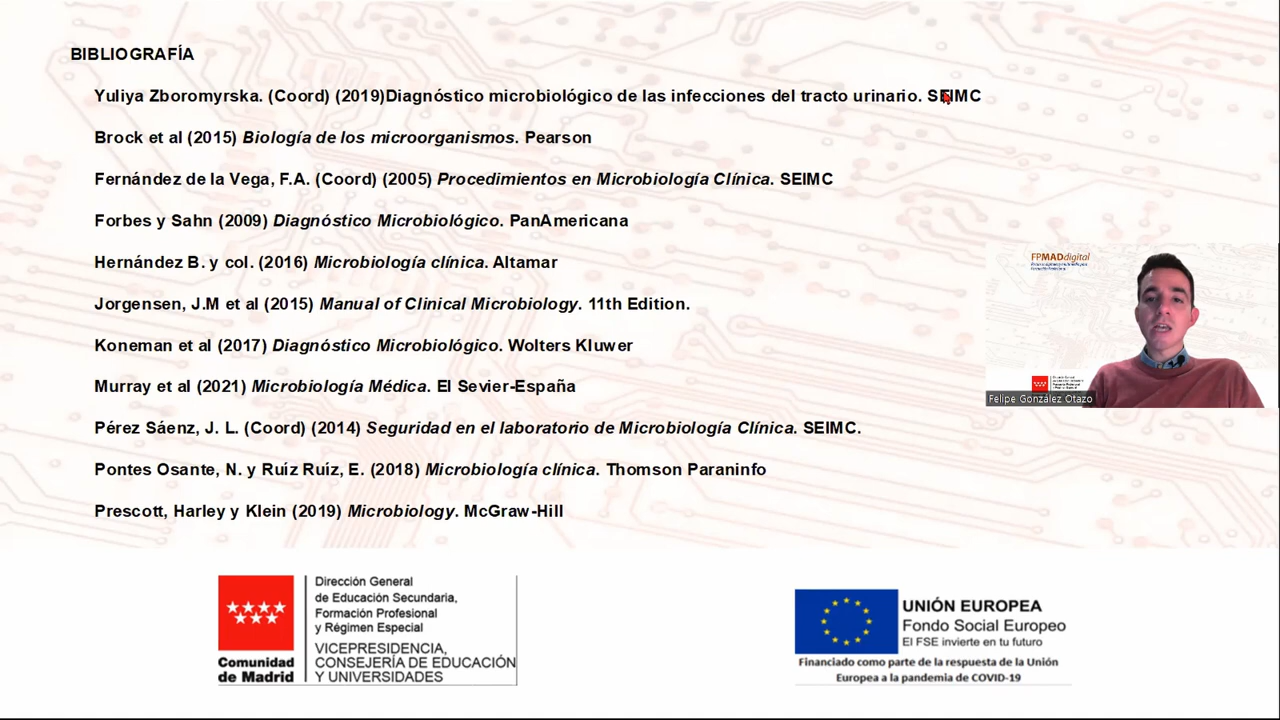 BIBLIOGRAFÍA
Yuliya Zboromyrska. (Coord) (2019)Diagnóstico microbiológico de las infecciones del tracto urinario. SEIMC
Brock et al (2015) Biología de los microorganismos. Pearson
Fernández de la Vega, F.A. (Coord) (2005) Procedimientos en Microbiología Clínica. SEIMC
Forbes y Sahn (2009) Diagnóstico Microbiológico. PanAmericana
Hernández B. y col. (2016) Microbiología clínica. Altamar
Jorgensen, J.M et al (2015) Manual of Clinical Microbiology. 11th Edition.
Koneman et al (2017) Diagnóstico Microbiológico. Wolters Kluwer
Murray et al (2021) Microbiologia Médica. El Sevier-España
Pérez Sáenz, J. L. (Coord) (2014) Seguridad en el laboratorio de Microbiología Clínica. SEIMC.
Pontes Osante, N. y Ruíz Ruíz, E. (2018) Microbiología clínica. Thomson Paraninfo
Prescott, Harley y Klein (2019) Microbiology. McGraw-Hill
FPMADdigital
Felipe González Otazo
Comunidad
de Madrid
Dirección General
de Educación Secundaria,
Formación Profesional
y Régimen Especial
VICEPRESIDENCIA,
CONSEJERÍA DE EDUCACIÓN
Y UNIVERSIDADES
UNIÓN EUROPEA
Fondo Social Europeo
El FSE invierte en tu futuro
Financiado como parte de la respuesta de la Unión
Europea a la pandemia de COVID-19